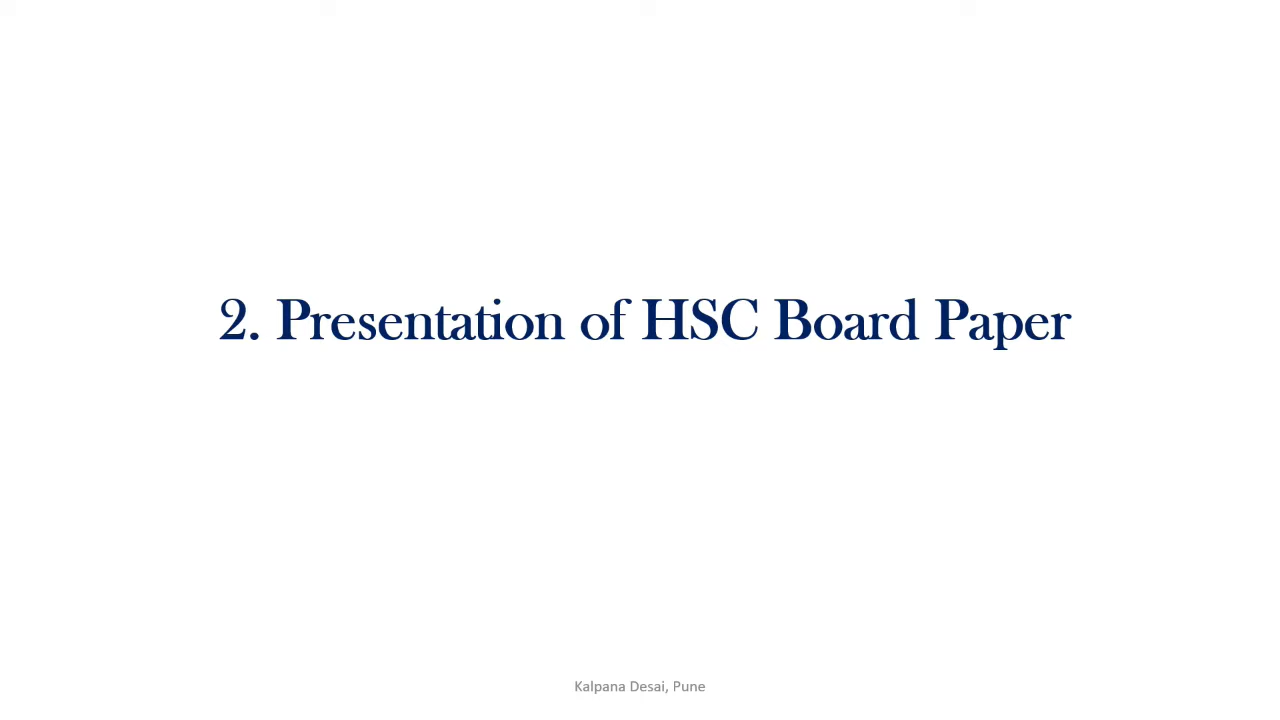 2. Presentation of HSC Board Paper
Kalpana Desai, Pune